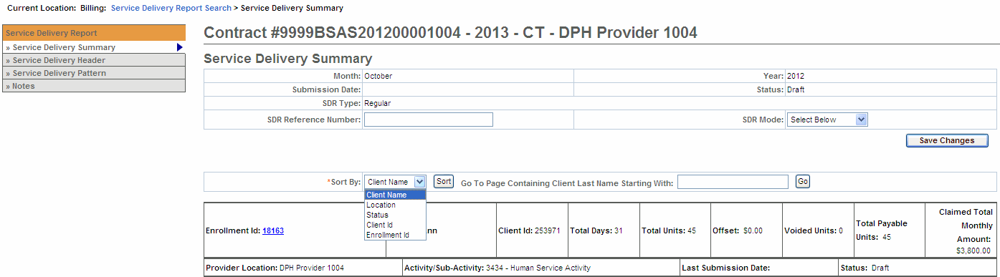 Current Location: Billing: Service Delivery Report Search > Service Delivery Summary
Service Delivery Report
» Service Delivery Summary
» Service Delivery Header
» Service Delivery Pattern
» Notes
Contract #9999BSAS201200001004 - 2013 - CT - DPH Provider 1004
Service Delivery Summary
Month: October Year: 2012
Submission Date: Status: Draft
SDR Type: Regular
SDR Reference Number: SDR Mode: Select Below
Save Changes
*Sort By: Client Name Sort Go To Page Containing Client Last Name Starting With: Go
Client Name
Location
Status
Client Id
Enrollment Id
Enrollment Id: 18163 nn Client Id: 253971 Total Days: 31 Total Units: 45 Offset: $0.00 Voided Units: 0 Total Payable Units: 45 Claimed Total Monthly Amount: $3,800.00
Provider Location: DPH Provider 1004 Activity/Sub-Activity: 3434 - Human Service Activity Last Submission Date: Status: Draft